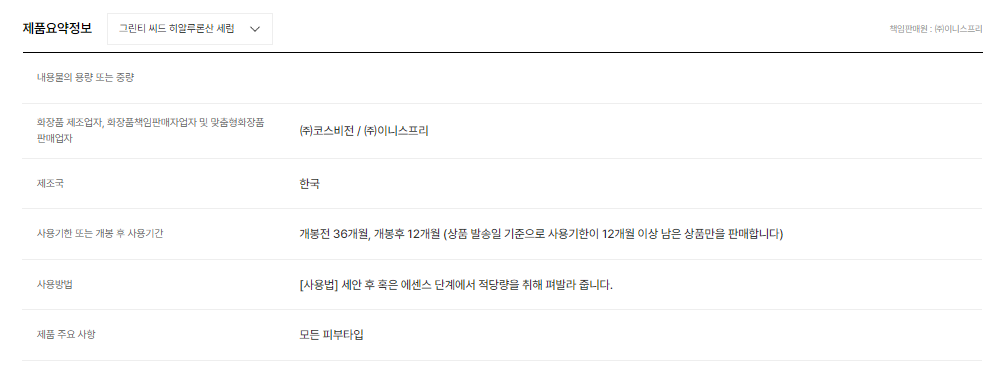 제품요약정보
그린티 씨드 히알루론산 세럼
책임판매원 : ㈜이니스프리
내용물의 용량 또는 중량
화장품 제조업자, 화장품책임판매자업자 및 맞춤형화장품
판매업자
㈜코스비전 / ㈜이니스프리
제조국
한국
사용기한 또는 개봉 후 사용기간
개봉전 36개월, 개봉후 12개월 (상품 발송일 기준으로 사용기한이 12개월 이상 남은 상품만을 판매합니다)
사용방법
[사용법] 세안 후 혹은 에센스 단계에서 적당량을 취해 펴발라 줍니다.
제품 주요 사항
모든 피부타입